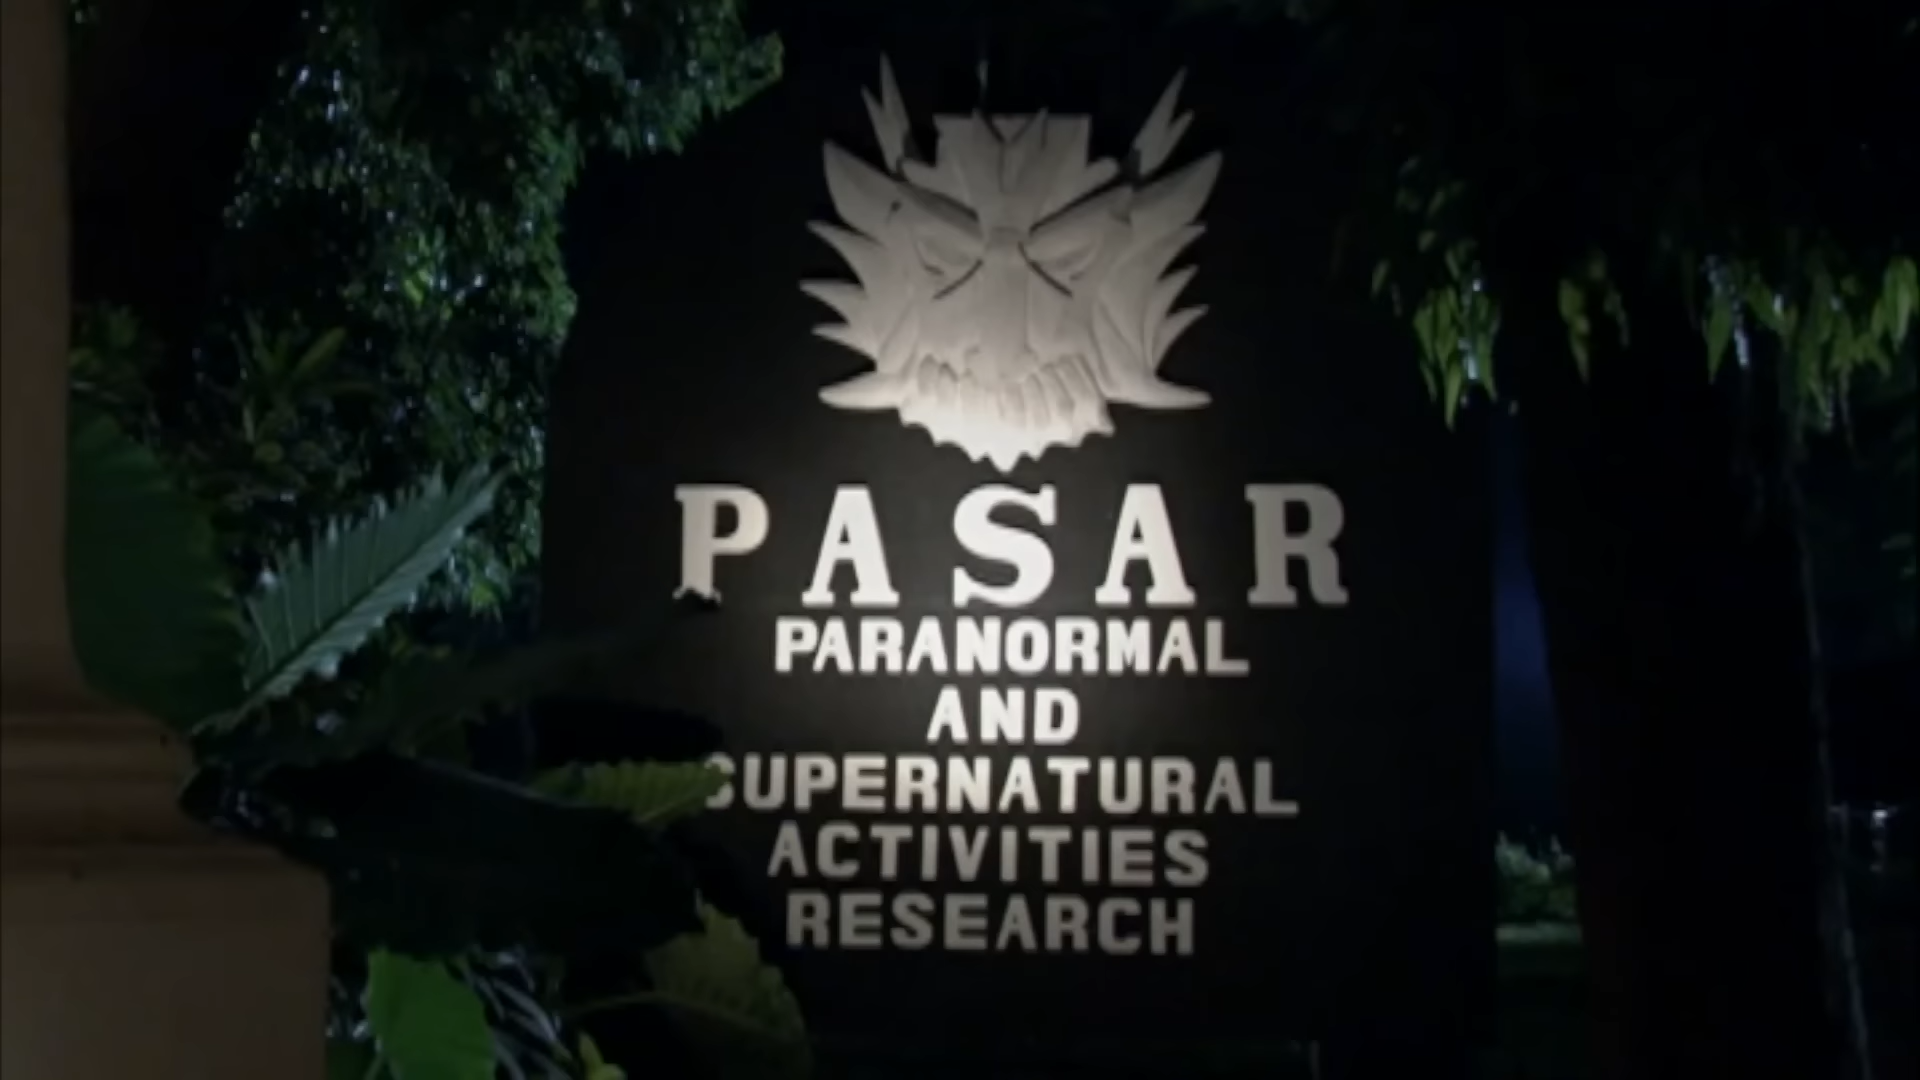 PASAR
PARANORMAL
AND
SUPERNATURAL
ACTIVITIES
RESEARCH